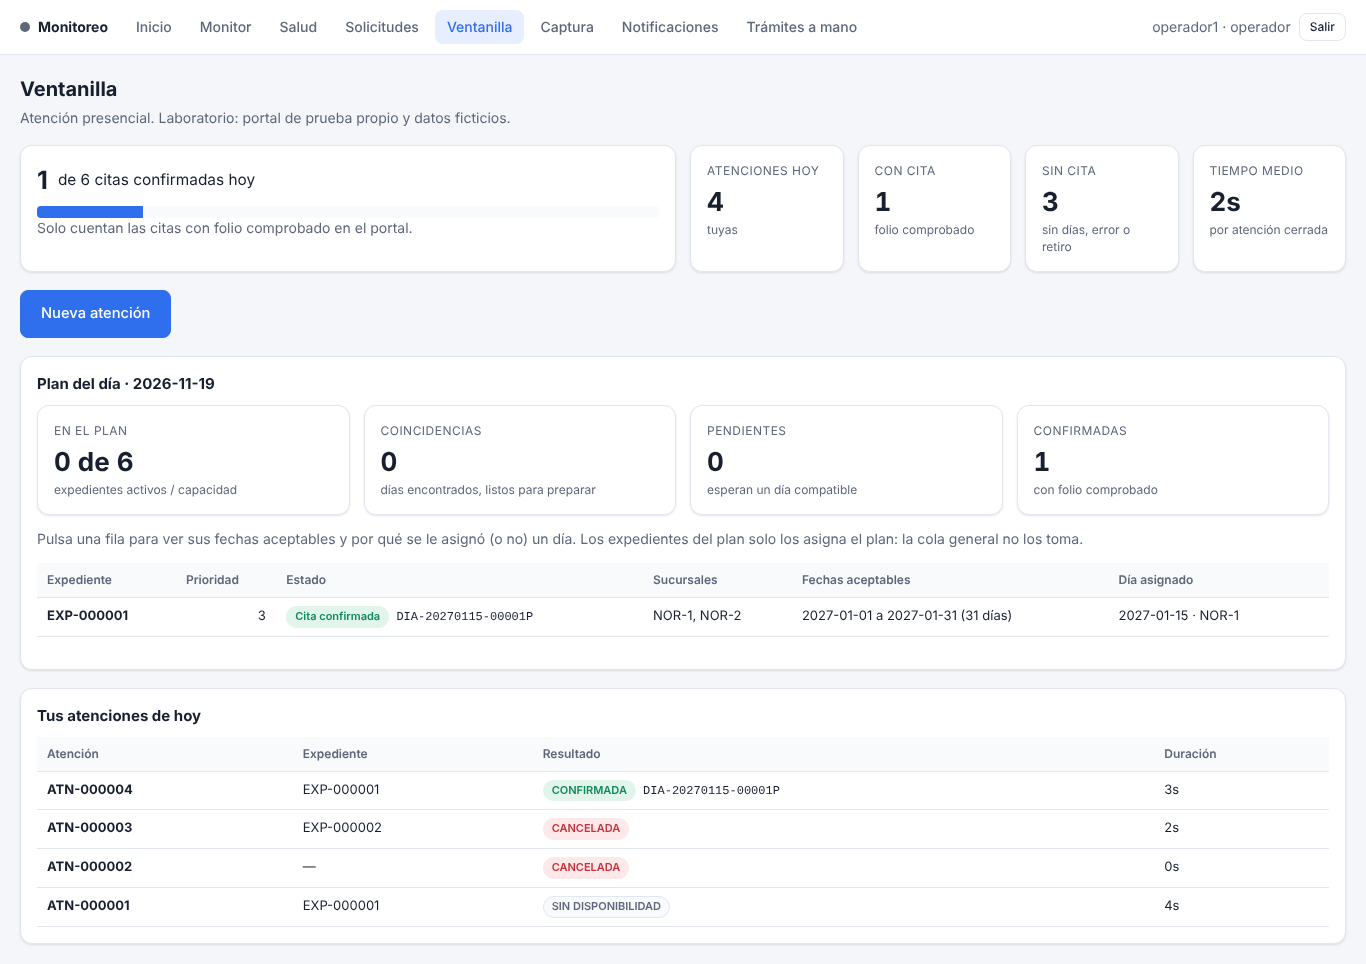 Monitoreo Inicio Monitor Salud Solicitudes Ventanilla Captura Notificaciones Trámites a mano operador1 · operador Salir
Ventanilla
Atención presencial. Laboratorio: portal de prueba propio y datos ficticios.
1 de 6 citas confirmadas hoy
Solo cuentan las citas con folio comprobado en el portal.
ATENCIONES HOY
4
tuyas
CON CITA
1
folio comprobado
SIN CITA
3
sin días, error o
retiro
TIEMPO MEDIO
2s
por atención cerrada
Nueva atención
Plan del día · 2026-11-19
EN EL PLAN
0 de 6
expedientes activos / capacidad
COINCIDENCIAS
0
días encontrados, listos para preparar
PENDIENTES
0
esperan un día compatible
CONFIRMADAS
1
con folio comprobado
Pulsa una fila para ver sus fechas aceptables y por qué se le asignó (o no) un día. Los expedientes del plan solo los asigna el plan: la cola general no los toma.
Expediente Prioridad Estado Sucursales Fechas aceptables Día asignado
EXP-000001 3 Cita confirmada DIA-20270115-00001P NOR-1, NOR-2 2027-01-01 a 2027-01-31 (31 días) 2027-01-15 · NOR-1
Tus atenciones de hoy
Atención Expediente Resultado Duración
ATN-000004 EXP-000001 CONFIRMADA DIA-20270115-00001P 3s
ATN-000003 EXP-000002 CANCELADA 2s
ATN-000002 — CANCELADA 0s
ATN-000001 EXP-000001 SIN DISPONIBILIDAD 4s